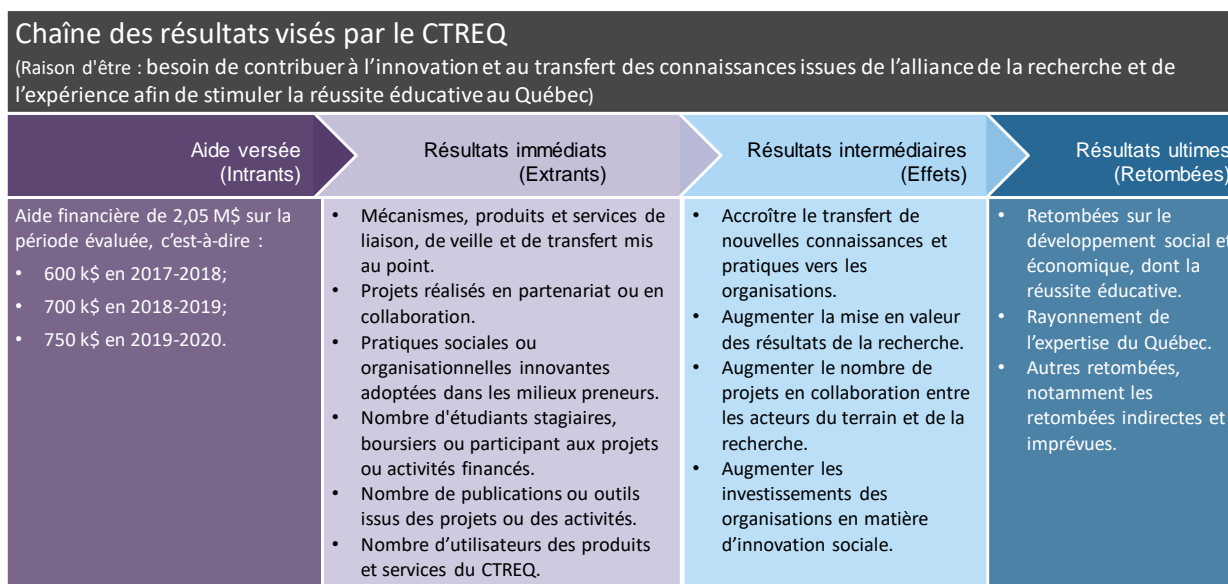 Chaîne des résultats visés par le CTREQ
(Raison d'être : besoin de contribuer à l'innovation et au transfert des connaissances issues de l'alliance de la recherche et de
l'expérience afin de stimuler la réussite éducative au Québec)
Aide versée
(Intrants)
Aide financière de 2,05 M$ sur la
période évaluée, c'est-à-dire :
• 600 k$ en 2017-2018;
• 700 k$ en 2018-2019;
• 750 k$ en 2019-2020.
Résultats immédiats
(Extrants)
• Mécanismes, produits et services de
liaison, de veille et de transfert mis
au point.
• Projets réalisés en partenariat ou en
collaboration.
• Pratiques sociales ou
organisationnelles innovantes
adoptées dans les milieux preneurs.
• Nombre d'étudiants stagiaires,
boursiers ou participant aux projets
ou activités financés.
• Nombre de publications ou outils
issus des projets ou des activités.
• Nombre d'utilisateurs des produits
et services du CTREQ.
Résultats intermédiaires
(Effets)
• Accroître le transfert de
nouvelles connaissances et
pratiques vers les
organisations.
• Augmenter la mise en valeur
des résultats de la recherche.
• Augmenter le nombre de
projets en collaboration entre
les acteurs du terrain et de la
recherche.
• Augmenter les
investissements des
organisations en matière
d'innovation sociale.
Résultats ultimes
(Retombées)
• Retombées sur le
développement social et
économique, dont la
réussite éducative.
• Rayonnement de
l'expertise du Québec.
• Autres retombées,
notamment les
retombées indirectes et
imprévues.